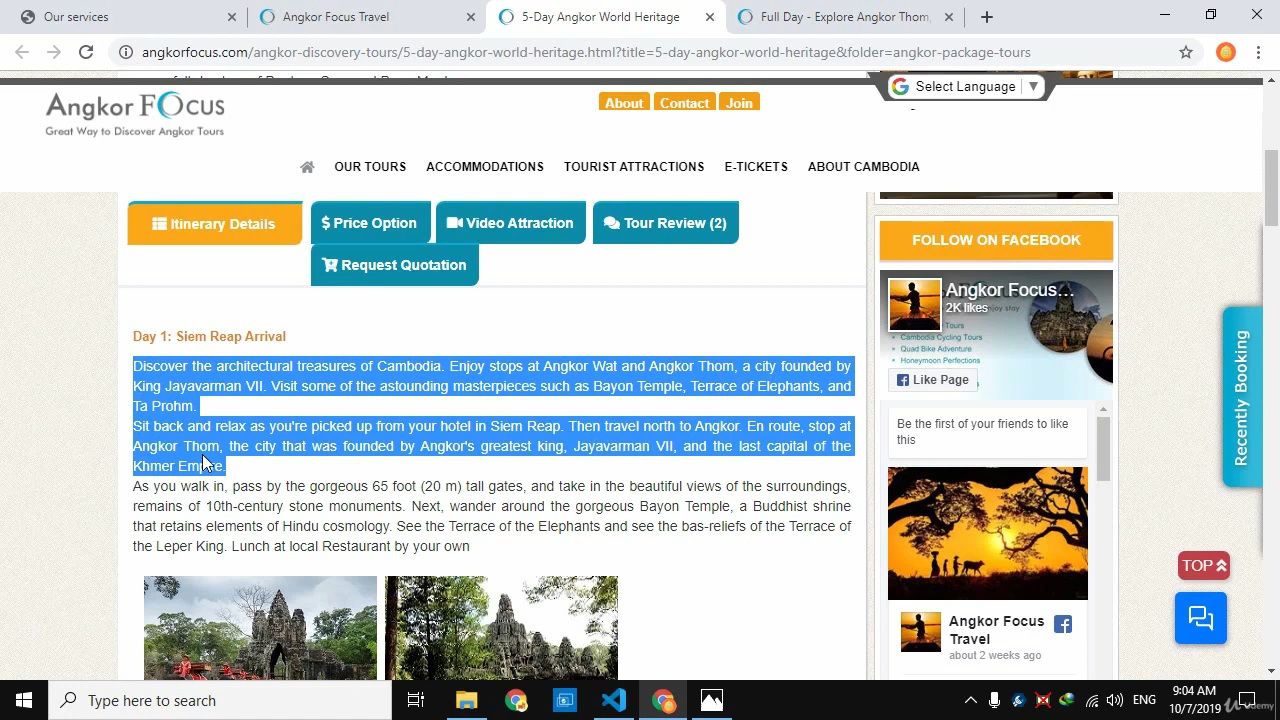 Our services
Angkor Focus Travel
5-Day Angkor World Heritage
Full Day - Explore Angkor Thom,
angkorfocus.com/angkor-discovery-tours/5-day-angkor-world-heritage.html?title=5-day-angkor-world-heritage&folder=angkor-package-tours
Angkor FOcus
Great Way to Discover Angkor Tours
About
Contact
Join
Select Language
OUR TOURS
ACCOMMODATIONS
TOURIST ATTRACTIONS
E-TICKETS
ABOUT CAMBODIA
Itinerary Details
$ Price Option
Video Attraction
Tour Review (2)
Request Quotation
Day 1: Siem Reap Arrival
Discover the architectural treasures of Cambodia. Enjoy stops at Angkor Wat and Angkor Thom, a city founded by
King Jayavarman VII. Visit some of the astounding masterpieces such as Bayon Temple, Terrace of Elephants, and
Ta Prohm.
Sit back and relax as you're picked up from your hotel in Siem Reap. Then travel north to Angkor. En route, stop at
Angkor Thom, the city that was founded by Angkor's greatest king, Jayavarman VII, and the last capital of the
Khmer Empire.
As you walk in, pass by the gorgeous foot (20 m) tall gates, and take in the beautiful views of the surroundings,
remains of 10th-century stone monuments. Next, wander around the gorgeous Bayon Temple, a Buddhist shrine
that retains elements of Hindu cosmology. See the Terrace of the Elephants and see the bas-reliefs of the Terrace of
the Leper King. Lunch at local Restaurant by your own
FOLLOW ON FACEBOOK
Angkor Focus...
2K likes
Tours
Cambodia Cycling Tours
Quad Bike Adventure
Honeymoon Perfections
Like Page
Be the first of your friends to like
this
Angkor Focus
Travel
about 2 weeks ago
Recently Booking
TOP
Type here to search
ENG
9:04 AM
10/7/2019
Udemy